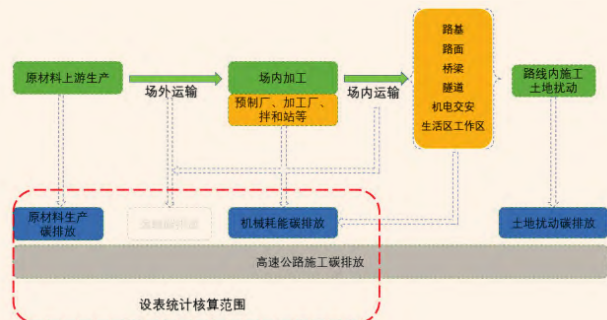 路基
路面
桥梁
隧道
机电交安
生活区工作区
原材料上游生产
场外运输
场内加工
预制厂、加工厂、
拌和站等
场内运输
路线内施工
土地扰动
原材料生产
碳排放
机械耗能碳排放
土地扰动碳排放
高速公路施工碳排放
设表统计核算范围